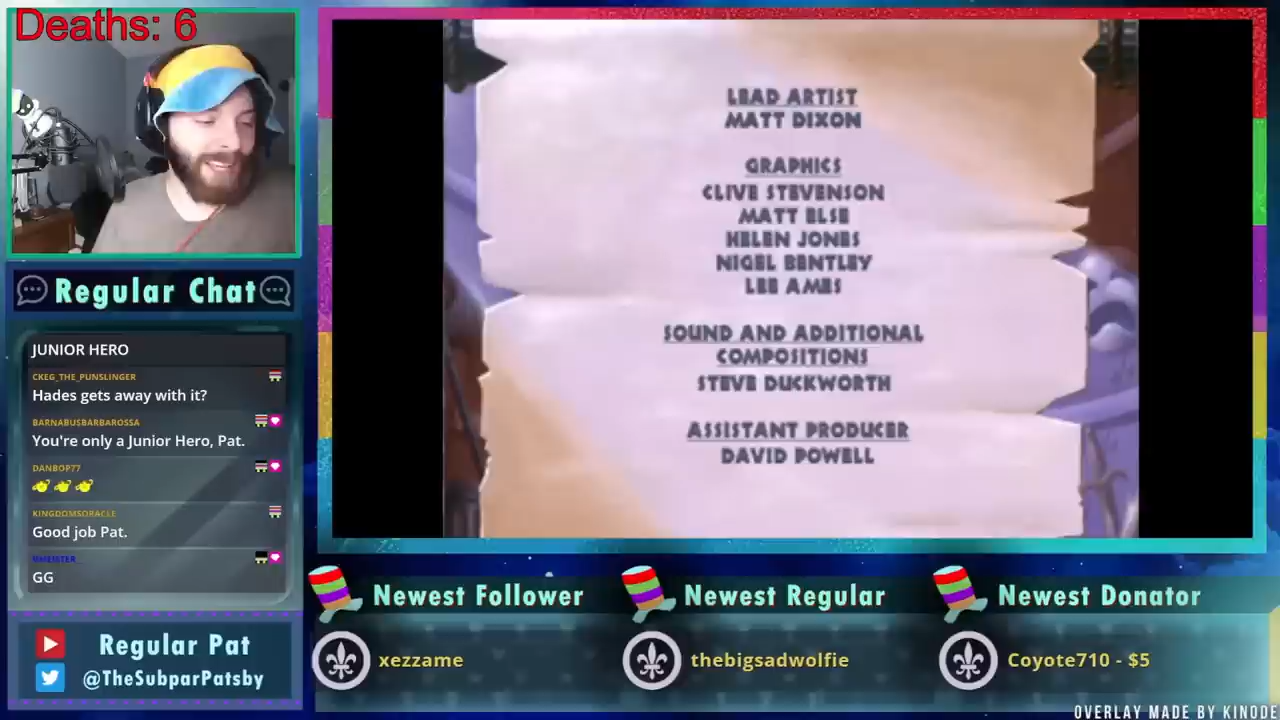 Deaths: 6
LEAD ARTIST
MATT DIXON
GRAPHICS
CLIVE STEVENSON
MATT ELSE
HELEN JONES
NIGEL BENTLEY
LEE AMES
SOUND AND ADDITIONAL
COMPOSITIONS
STEVE DUCKWORTH
ASSISTANT PRODUCER
DAVID POWELL
Regular Chat
JUNIOR HERO
CKEG_THE_PUNSLINGER
Hades gets away with it?
BARNABUSBARBAROSSA
You're only a Junior Hero, Pat.
DANBOP77
KINGDOMSORACLE
Good job Pat.
GG
Regular Pat
@TheSubparPatsby
Newest Follower
xezzame
Newest Regular
thebigsadwolfie
Newest Donator
Coyote710 - $5
OVERLAY MADE BY KINODE